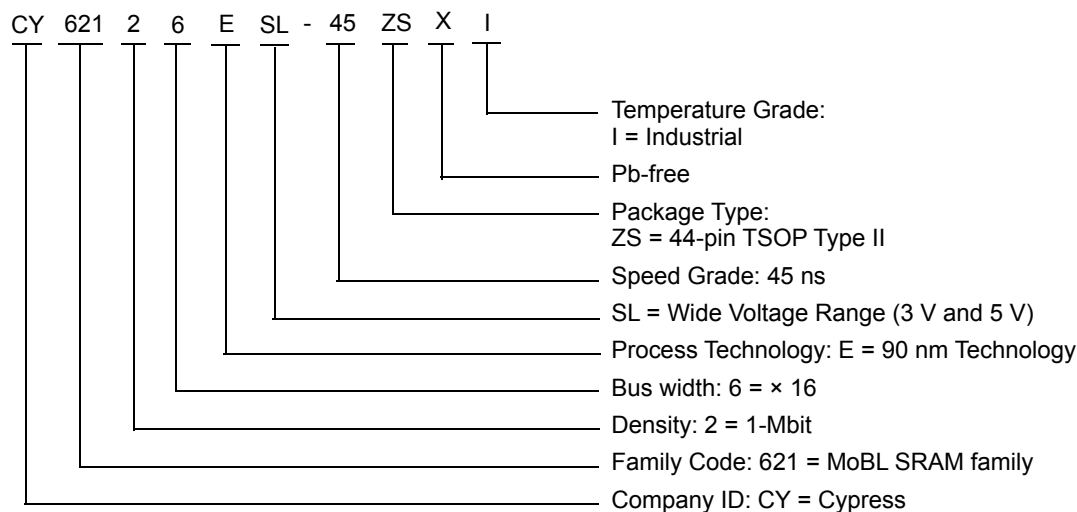 CY 621 2 6 E SL - 45 ZS X I
Temperature Grade:
I = Industrial
Pb-free
Package Type:
ZS = 44-pin TSOP Type II
Speed Grade: 45 ns
SL = Wide Voltage Range (3 V and 5 V)
Process Technology: E = 90 nm Technology
Bus width: 6 = × 16
Density: 2 = 1-Mbit
Family Code: 621 = MoBL SRAM family
Company ID: CY = Cypress